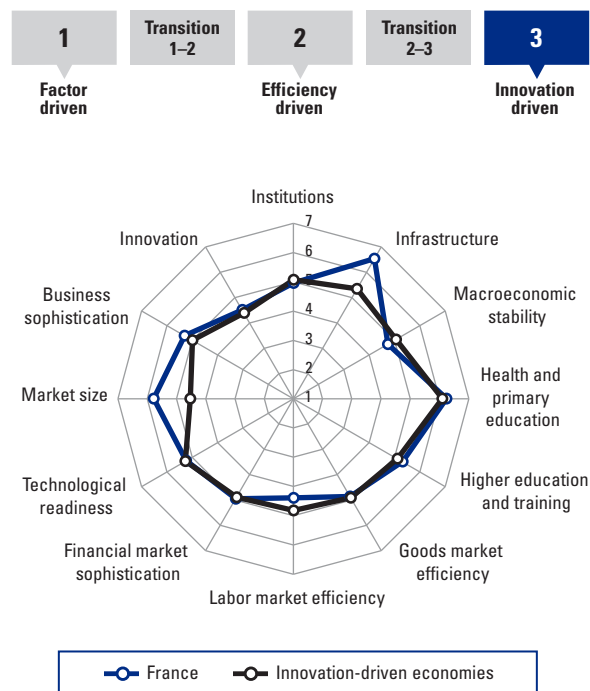 1
Transition
1–2
2
Transition
2–3
3
Factor
driven
Efficiency
driven
Innovation
driven
Institutions
7
Innovation
Infrastructure
6
5
Business
sophistication
Macroeconomic
stability
4
3
Health and
primary
education
2
Market size
1
Technological
readiness
Higher education
and training
Financial market
sophistication
Goods market
efficiency
Labor market efficiency
France
Innovation-driven economies